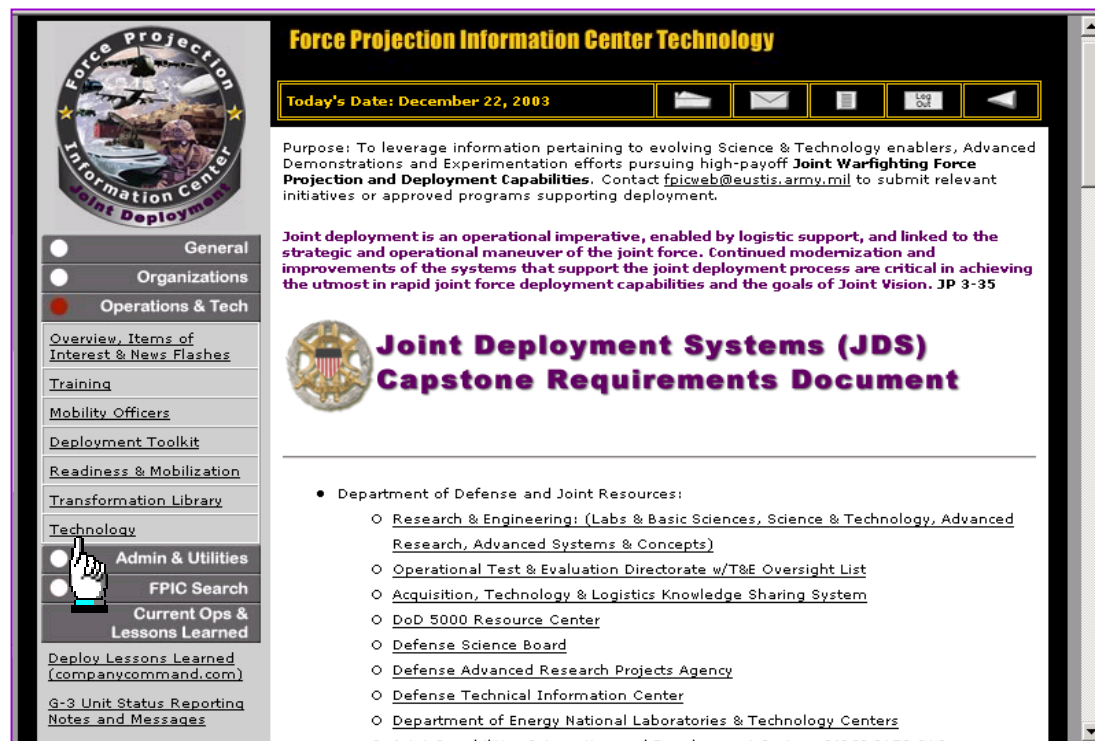 Force Projection
Information Center
Joint Deployment
General
Organizations
Operations & Tech
Overview, Items of
Interest & News Flashes
Training
Mobility Officers
Deployment Toolkit
Readiness & Mobilization
Transformation Library
Technology
Admin & Utilities
FPIC Search
Current Ops &
Lessons Learned
Deploy Lessons Learned
(companycommand.com)
G-3 Unit Status Reporting
Notes and Messages
Force Projection Information Center Technology
Today's Date: December 22, 2003
Log
Out
Purpose: To leverage information pertaining to evolving Science & Technology enablers, Advanced
Demonstrations and Experimentation efforts pursuing high-payoff Joint Warfighting Force
Projection and Deployment Capabilities. Contact fpicweb@eustis.army.mil to submit relevant
initiatives or approved programs supporting deployment.
Joint deployment is an operational imperative, enabled by logistic support, and linked to the
strategic and operational maneuver of the joint force. Continued modernization and
improvements of the systems that support the joint deployment process are critical in achieving
the utmost in rapid joint force deployment capabilities and the goals of Joint Vision. JP 3-35
Joint Deployment Systems (JDS)
Capstone Requirements Document
Department of Defense and Joint Resources:
Research & Engineering: (Labs & Basic Sciences, Science & Technology, Advanced
Research, Advanced Systems & Concepts)
Operational Test & Evaluation Directorate w/T&E Oversight List
Acquisition, Technology & Logistics Knowledge Sharing System
DoD 5000 Resource Center
Defense Science Board
Defense Advanced Research Projects Agency
Defense Technical Information Center
Department of Energy National Laboratories & Technology Centers